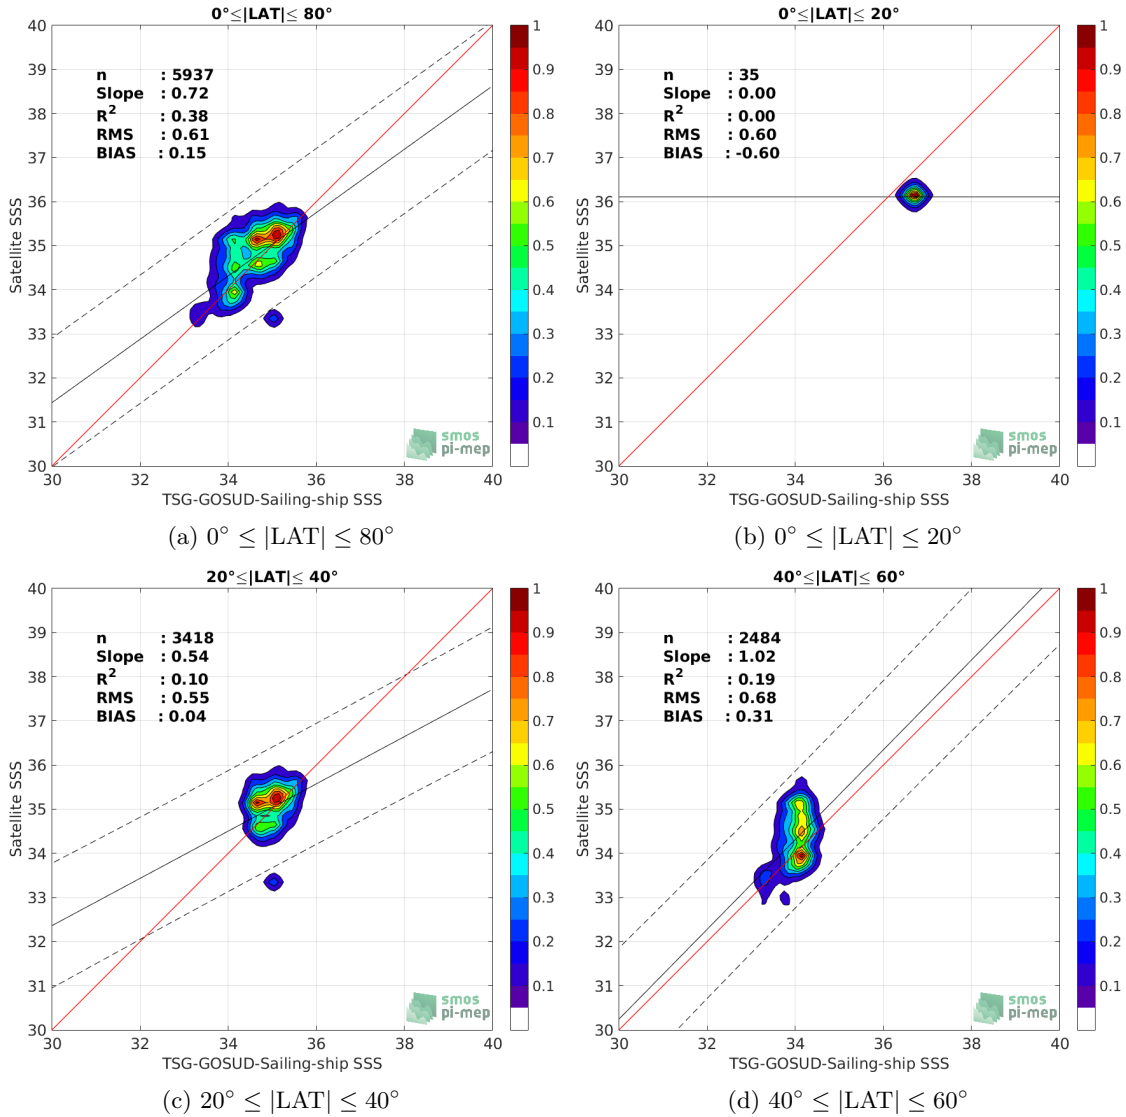 0°≤|LAT|≤ 80°
n : 5937
Slope : 0.72
R² : 0.38
RMS : 0.61
BIAS : 0.15
40
39
38
37
36
35
34
33
32
31
30
Satellite SSS
30 32 34 36 38 40
TSG-GOSUD-Sailing-ship SSS
1
0.9
0.8
0.7
0.6
0.5
0.4
0.3
0.2
0.1
smos
pi-mep
(a) 0° ≤ |LAT| ≤ 80°
0°≤|LAT|≤ 20°
n : 35
Slope : 0.00
R² : 0.00
RMS : 0.60
BIAS : -0.60
40
39
38
37
36
35
34
33
32
31
30
Satellite SSS
30 32 34 36 38 40
TSG-GOSUD-Sailing-ship SSS
1
0.9
0.8
0.7
0.6
0.5
0.4
0.3
0.2
0.1
smos
pi-mep
(b) 0° ≤ |LAT| ≤ 20°
20°≤|LAT|≤ 40°
n : 3418
Slope : 0.54
R² : 0.10
RMS : 0.55
BIAS : 0.04
40
39
38
37
36
35
34
33
32
31
30
Satellite SSS
30 32 34 36 38 40
TSG-GOSUD-Sailing-ship SSS
1
0.9
0.8
0.7
0.6
0.5
0.4
0.3
0.2
0.1
smos
pi-mep
(c) 20° ≤ |LAT| ≤ 40°
40°≤|LAT|≤ 60°
n : 2484
Slope : 1.02
R² : 0.19
RMS : 0.68
BIAS : 0.31
40
39
38
37
36
35
34
33
32
31
30
Satellite SSS
30 32 34 36 38 40
TSG-GOSUD-Sailing-ship SSS
1
0.9
0.8
0.7
0.6
0.5
0.4
0.3
0.2
0.1
smos
pi-mep
(d) 40° ≤ |LAT| ≤ 60°